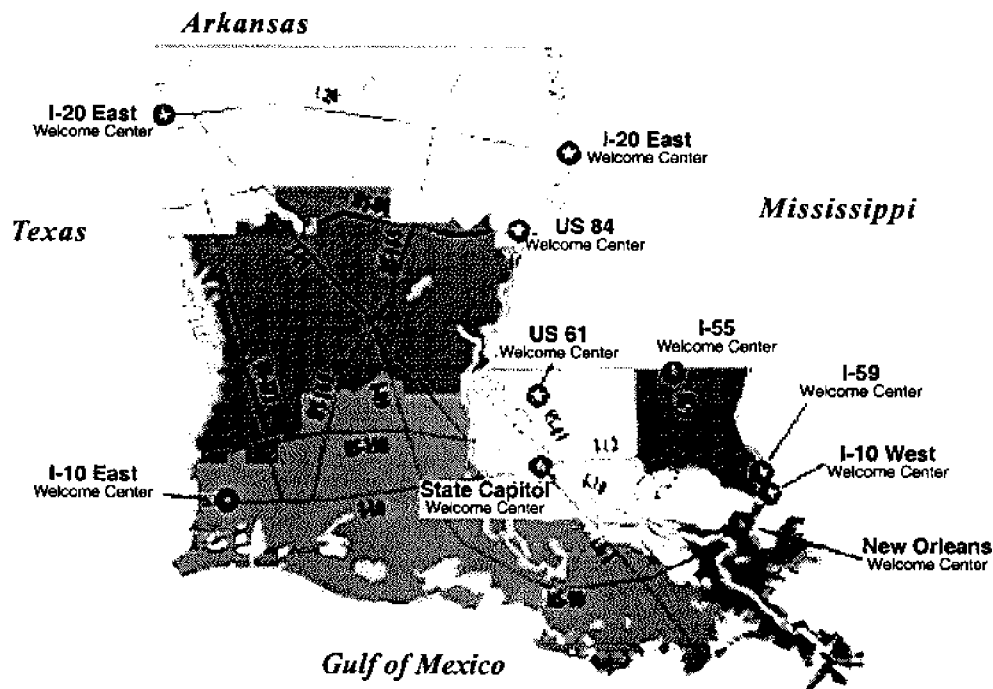 Arkansas
I-20 East
Welcome Center
I-20 East
Welcome Center
Mississippi
Texas
US 84
Welcome Center
US 61
Welcome Center
I-55
Welcome Center
I-59
Welcome Center
I-10 West
Welcome Center
I-10 East
Welcome Center
State Capitol
Welcome Center
New Orleans
Welcome Center
Gulf of Mexico